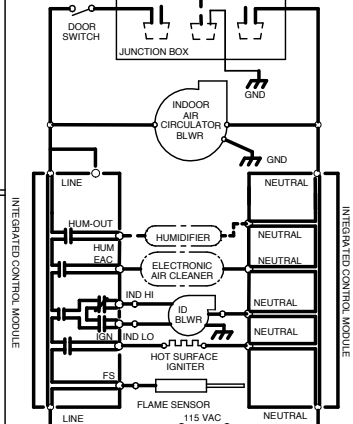 DOOR
SWITCH
JUNCTION BOX
GND
INDOOR
AIR
CIRCULATOR
BLWR
GND
LINE
NEUTRAL
HUM-OUT
HUM
HUMIDIFIER
NEUTRAL
EAC
ELECTRONIC
AIR CLEANER
NEUTRAL
IND HI
ID
BLWR
NEUTRAL
IGN
IND LO
NEUTRAL
HOT SURFACE
IGNITER
FS
FLAME SENSOR
LINE
115 VAC
NEUTRAL
INTEGRATED CONTROL MODULE
INTEGRATED CONTROL MODULE